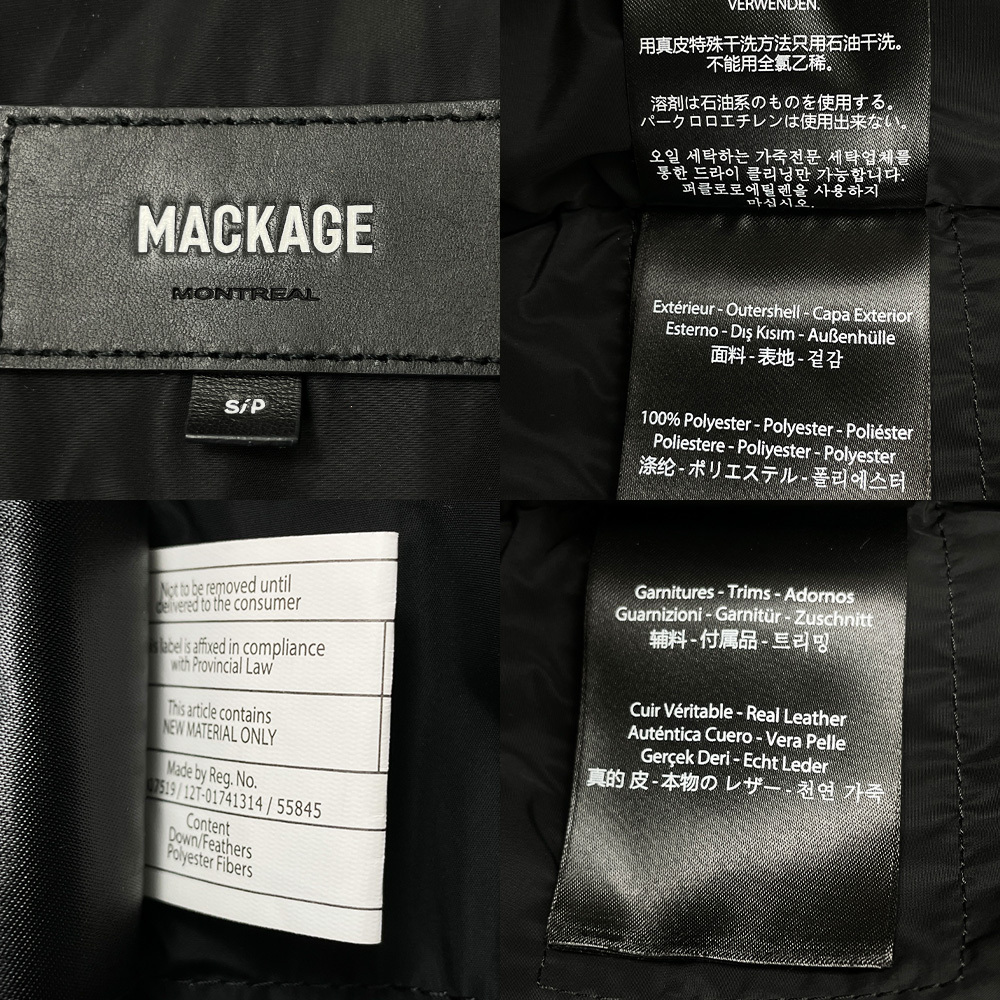 MACKAGE
MONTREAL
S/P
VERWENDEN.
用真皮特殊干洗方法只用石油干洗。
不能用全氯乙稀。
溶剤は石油系のものを使用する。
パークロロエチレンは使用出来ない。
오일 세탁하는 가죽전문 세탁업체를
통한 드라이 클리닝만 가능합니다.
퍼클로로에틸렌을 사용하지
마십시오.
Extérieur - Outershell - Capa Exterior
Esterno - Dış Kısım - Außenhülle
面料 - 表地 - 겉감
100% Polyester - Polyester - Poliéster
Poliestere - Poliyester - Polyester
涤纶 - ポリエステル - 폴리에스터
Not to be removed until
delivered to the consumer
label is affixed in compliance
with Provincial Law
This article contains
NEW MATERIAL ONLY
Made by Reg. No.
07519 / 12T-01741314 / 55845
Content
Down/Feathers
Polyester Fibers
Garnitures - Trims - Adornos
Guarnizioni - Garnitür - Zuschnitt
辅料 - 付属品 - 트리밍
Cuir Véritable - Real Leather
Auténtica Cuero - Vera Pelle
Gerçek Deri - Echt Leder
真的 皮 - 本物の レザー - 천연 가죽